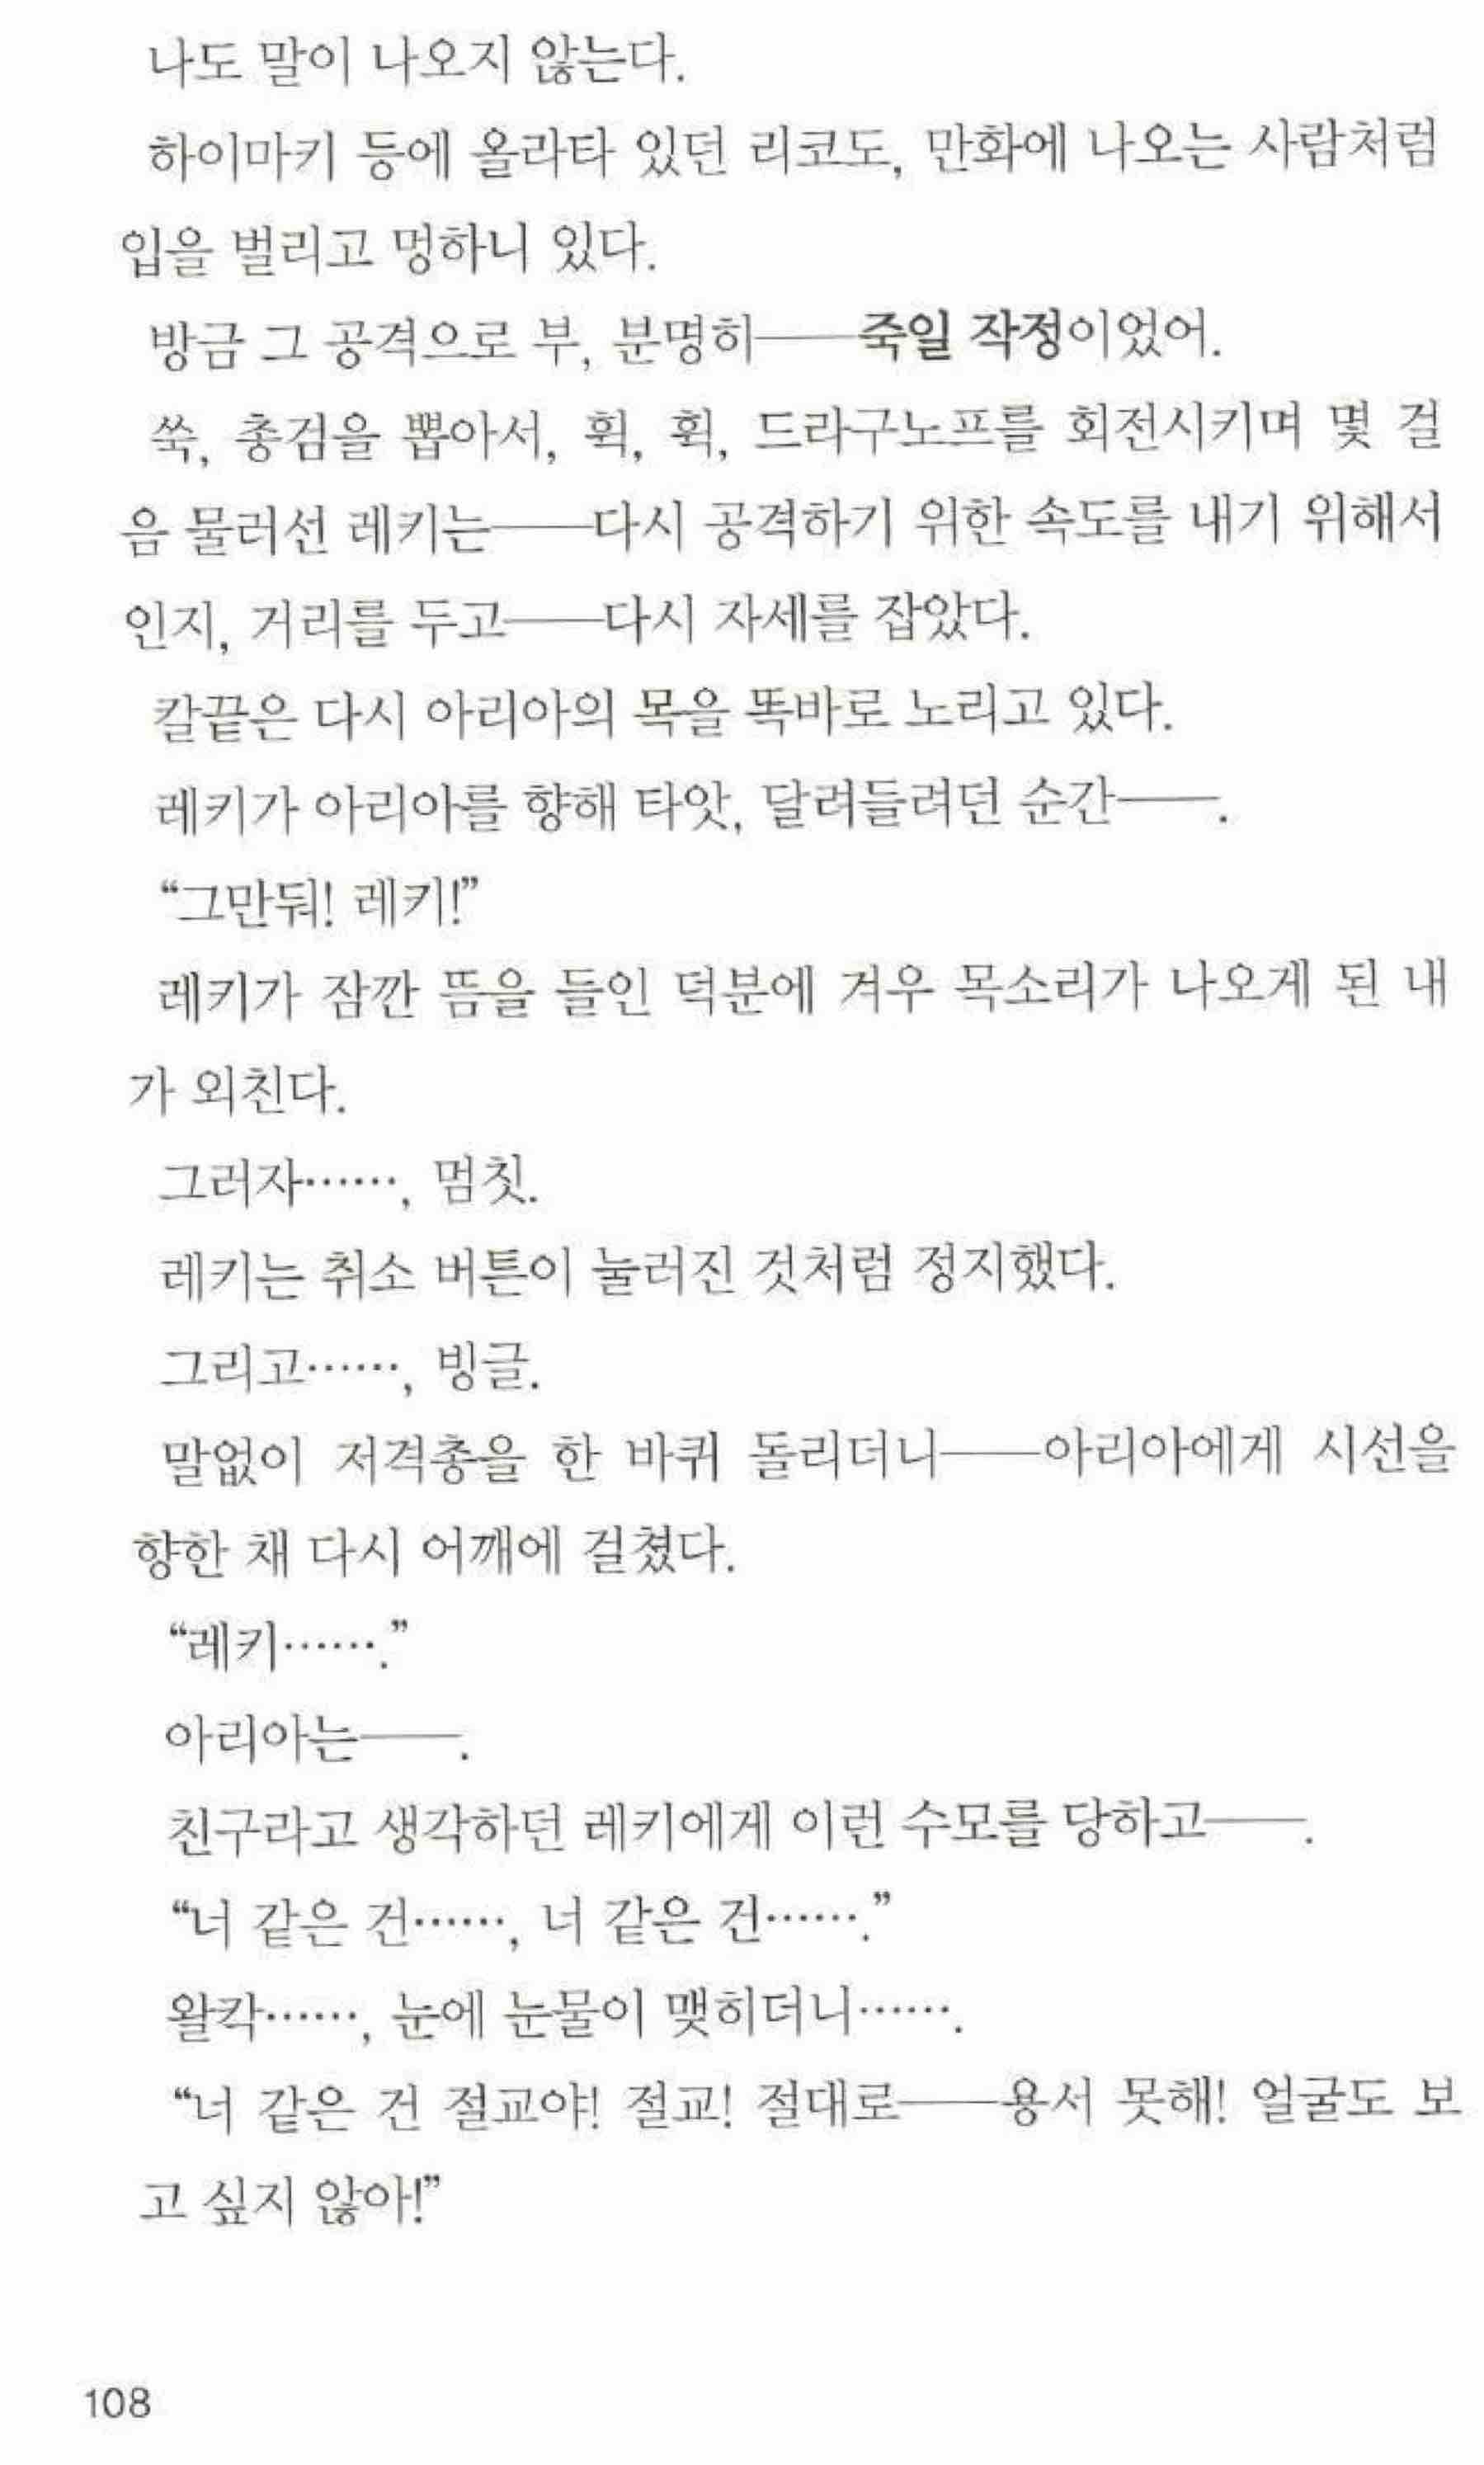 나도 말이 나오지 않는다.
하이마키 등에 올라타 있던 리코도, 만화에 나오는 사람처럼
입을 벌리고 멍하니 있다.
방금 그 공격으로 부, 분명히――죽일 작정이었어.
쑥, 총검을 뽑아서, 휙, 휙, 드라구노프를 회전시키며 몇 걸
음 물러선 레키는――다시 공격하기 위한 속도를 내기 위해서
인지, 거리를 두고――다시 자세를 잡았다.
칼끝은 다시 아리아의 목을 똑바로 노리고 있다.
레키가 아리아를 향해 타앗, 달려들려던 순간――.
“그만둬! 레키!”
레키가 잠깐 뜸을 들인 덕분에 겨우 목소리가 나오게 된 내
가 외친다.
그러자……, 멈칫.
레키는 취소 버튼이 눌러진 것처럼 정지했다.
그리고……, 빙글.
말없이 저격총을 한 바퀴 돌리더니――아리아에게 시선을
향한 채 다시 어깨에 걸쳤다.
“레키…….”
아리아는――.
친구라고 생각하던 레키에게 이런 수모를 당하고――.
“너 같은 건……, 너 같은 건…….”
왈칵……, 눈에 눈물이 맺히더니…….
“너 같은 건 절교야! 절교! 절대로――용서 못해! 얼굴도 보
고 싶지 않아!”
108